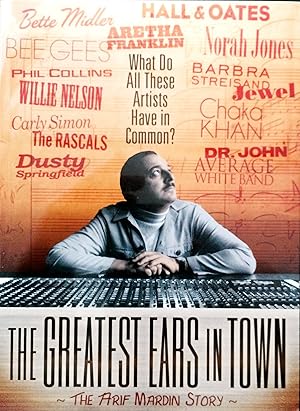 Bette Midler
HALL & OATES
BEE GEES
ARETHA
FRANKLIN
Norah Jones
PHIL COLLINS
What Do
All These
Artists
Have in
Common?
BARBRA
STREISAND
Jewel
WILLIE NELSON
Carly Simon
Chaka
KHAN
The RASCALS
Dusty
Springfield
DR. JOHN
AVERAGE
WHITE BAND
THE GREATEST EARS IN TOWN
~ THE ARIF MARDIN STORY ~